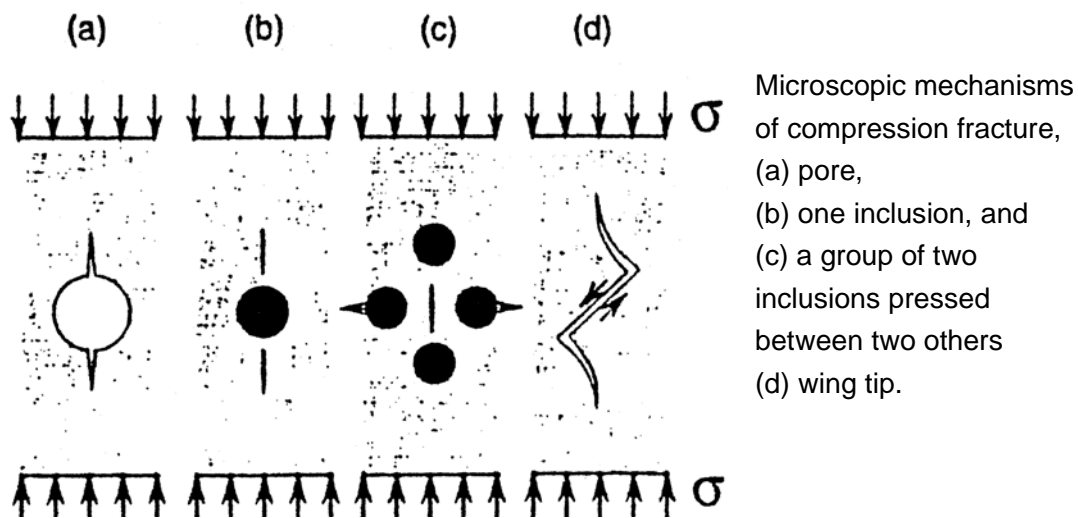 (a) (b) (c) (d)
σ
Microscopic mechanisms
of compression fracture,
(a) pore,
(b) one inclusion, and
(c) a group of two
inclusions pressed
between two others
(d) wing tip.
σ